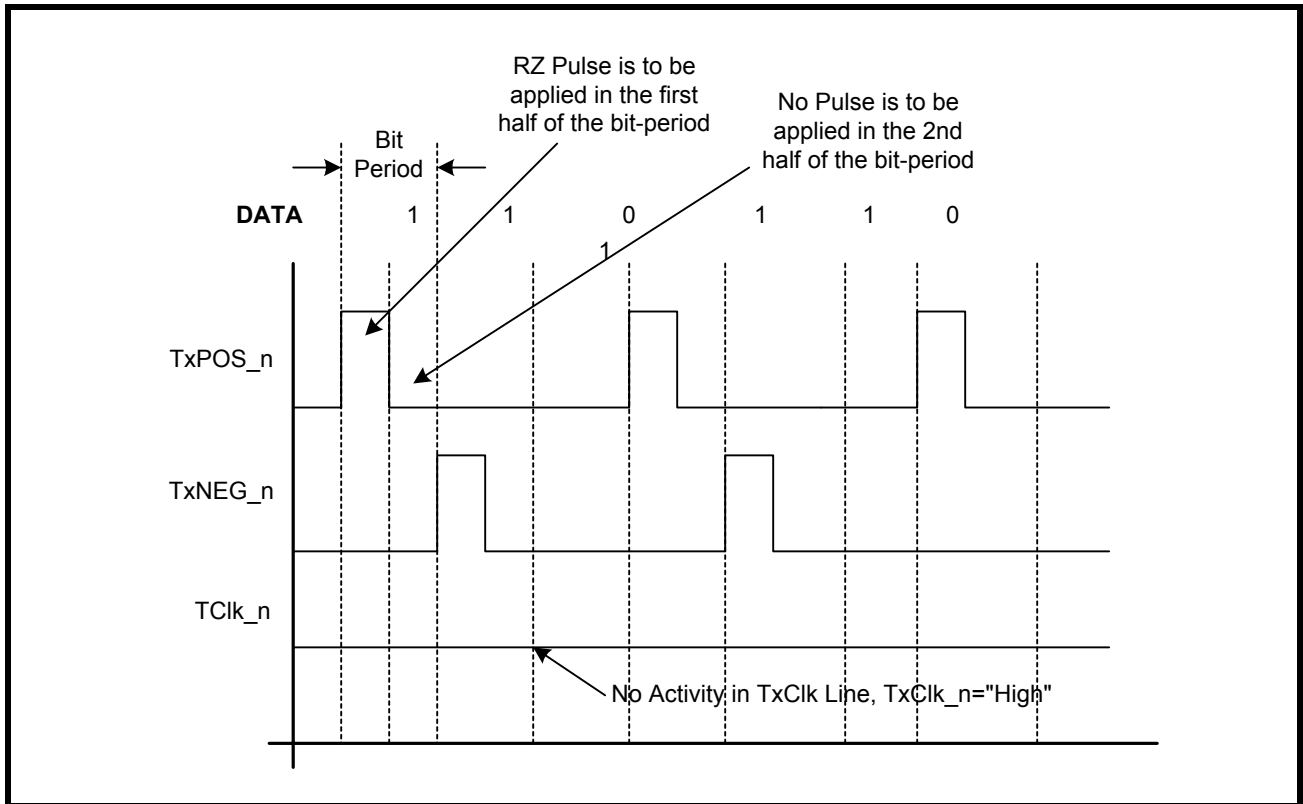 RZ Pulse is to be
applied in the first
half of the bit-period
No Pulse is to be
applied in the 2nd
half of the bit-period
Bit
Period
DATA 1 1 0 1 1 0
1
TxPOS_n
TxNEG_n
TClk_n
No Activity in TxClk Line, TxClk_n="High"